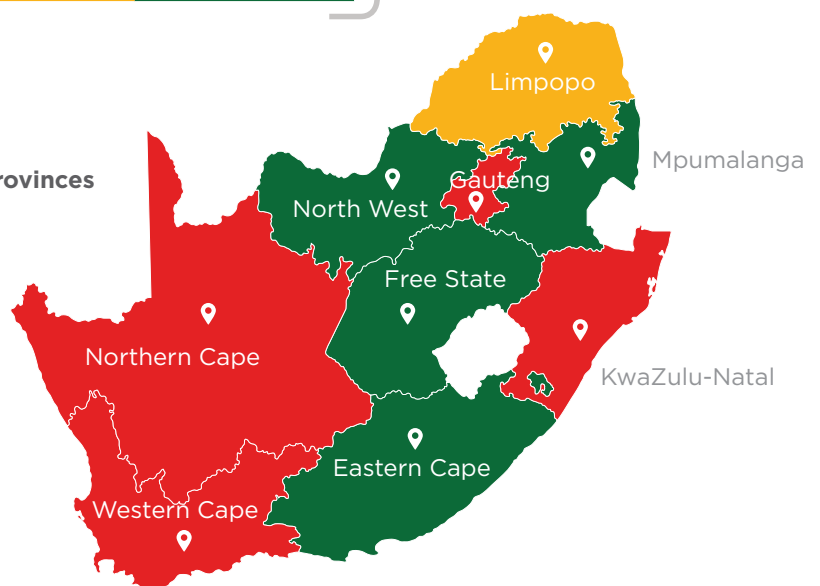 Limpopo
Mpumalanga
rovinces
Gauteng
North West
Free State
Northern Cape
KwaZulu-Natal
Eastern Cape
Western Cape